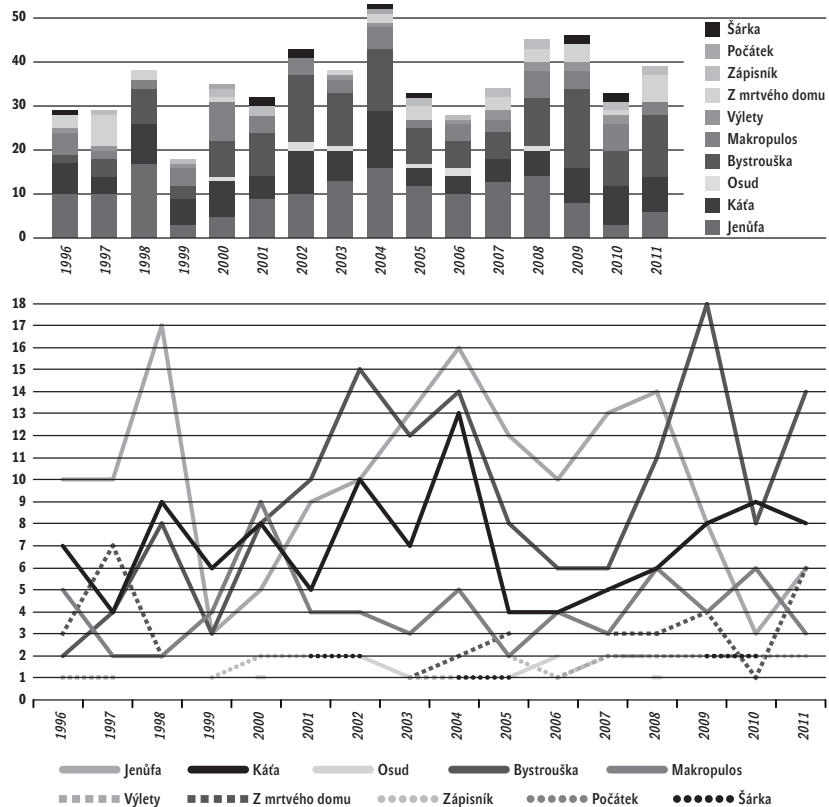 50
40
30
20
10
0
1996 1997 1998 1999 2000 2001 2002 2003 2004 2005 2006 2007 2008 2009 2010 2011
Šárka
Počátek
Zápisník
Z mrtvého domu
Výlety
Makropulos
Bystrouška
Osud
Káťa
Jenůfa
18
17
16
15
14
13
12
11
10
9
8
7
6
5
4
3
2
1
0
1996 1997 1998 1999 2000 2001 2002 2003 2004 2005 2006 2007 2008 2009 2010 2011
Jenůfa Káťa Osud Bystrouška Makropulos
Výlety Z mrtvého domu Zápisník Počátek Šárka